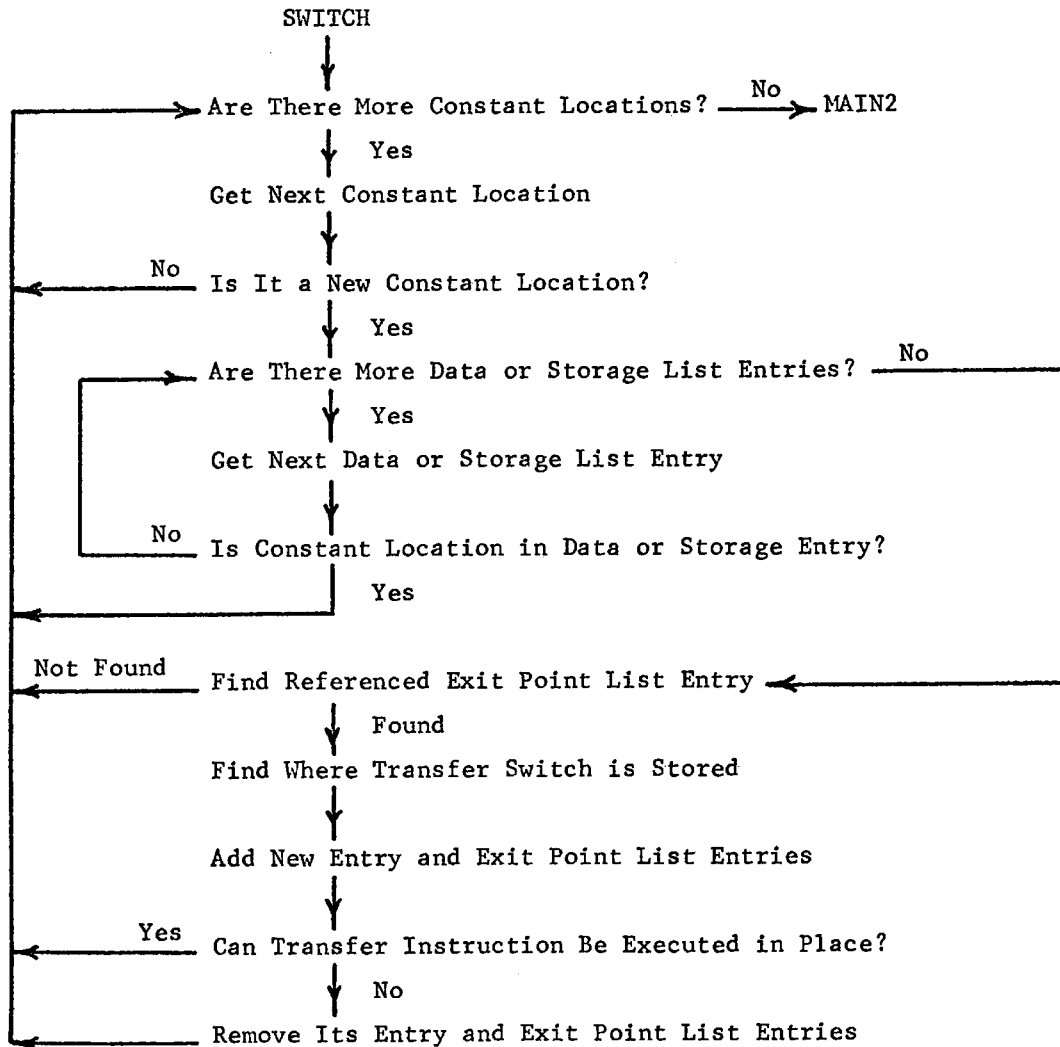 SWITCH
Are There More Constant Locations? No MAIN2
Yes
Get Next Constant Location
No Is It a New Constant Location?
Yes
Are There More Data or Storage List Entries? No
Yes
Get Next Data or Storage List Entry
No Is Constant Location in Data or Storage Entry?
Yes
Not Found Find Referenced Exit Point List Entry
Found
Find Where Transfer Switch is Stored
Add New Entry and Exit Point List Entries
Yes Can Transfer Instruction Be Executed in Place?
No
Remove Its Entry and Exit Point List Entries